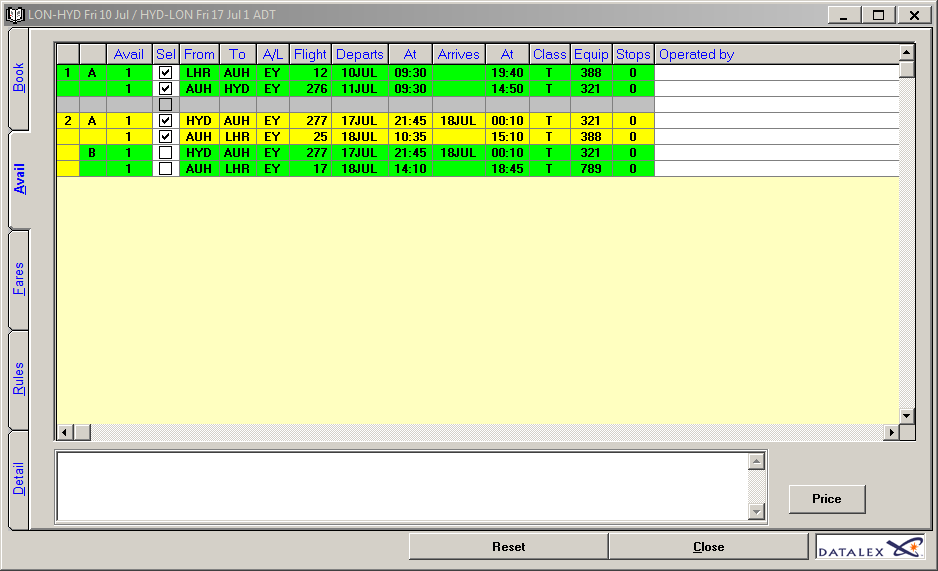 LON-HYD Fri 10 Jul / HYD-LON Fri 17 Jul 1 ADT
Book
Avail
Fares
Rules
Detail
Avail Sel From To A/L Flight Departs At Arrives At Class Equip Stops Operated by
1 A 1 LHR AUH EY 12 10JUL 09:30 19:40 T 388 0
1 AUH HYD EY 276 11JUL 09:30 14:50 T 321 0
2 A 1 HYD AUH EY 277 17JUL 21:45 18JUL 00:10 T 321 0
1 AUH LHR EY 25 18JUL 10:35 15:10 T 388 0
B 1 HYD AUH EY 277 17JUL 21:45 18JUL 00:10 T 321 0
1 AUH LHR EY 17 18JUL 14:10 18:45 T 789 0
Price
Reset Close DATALEX